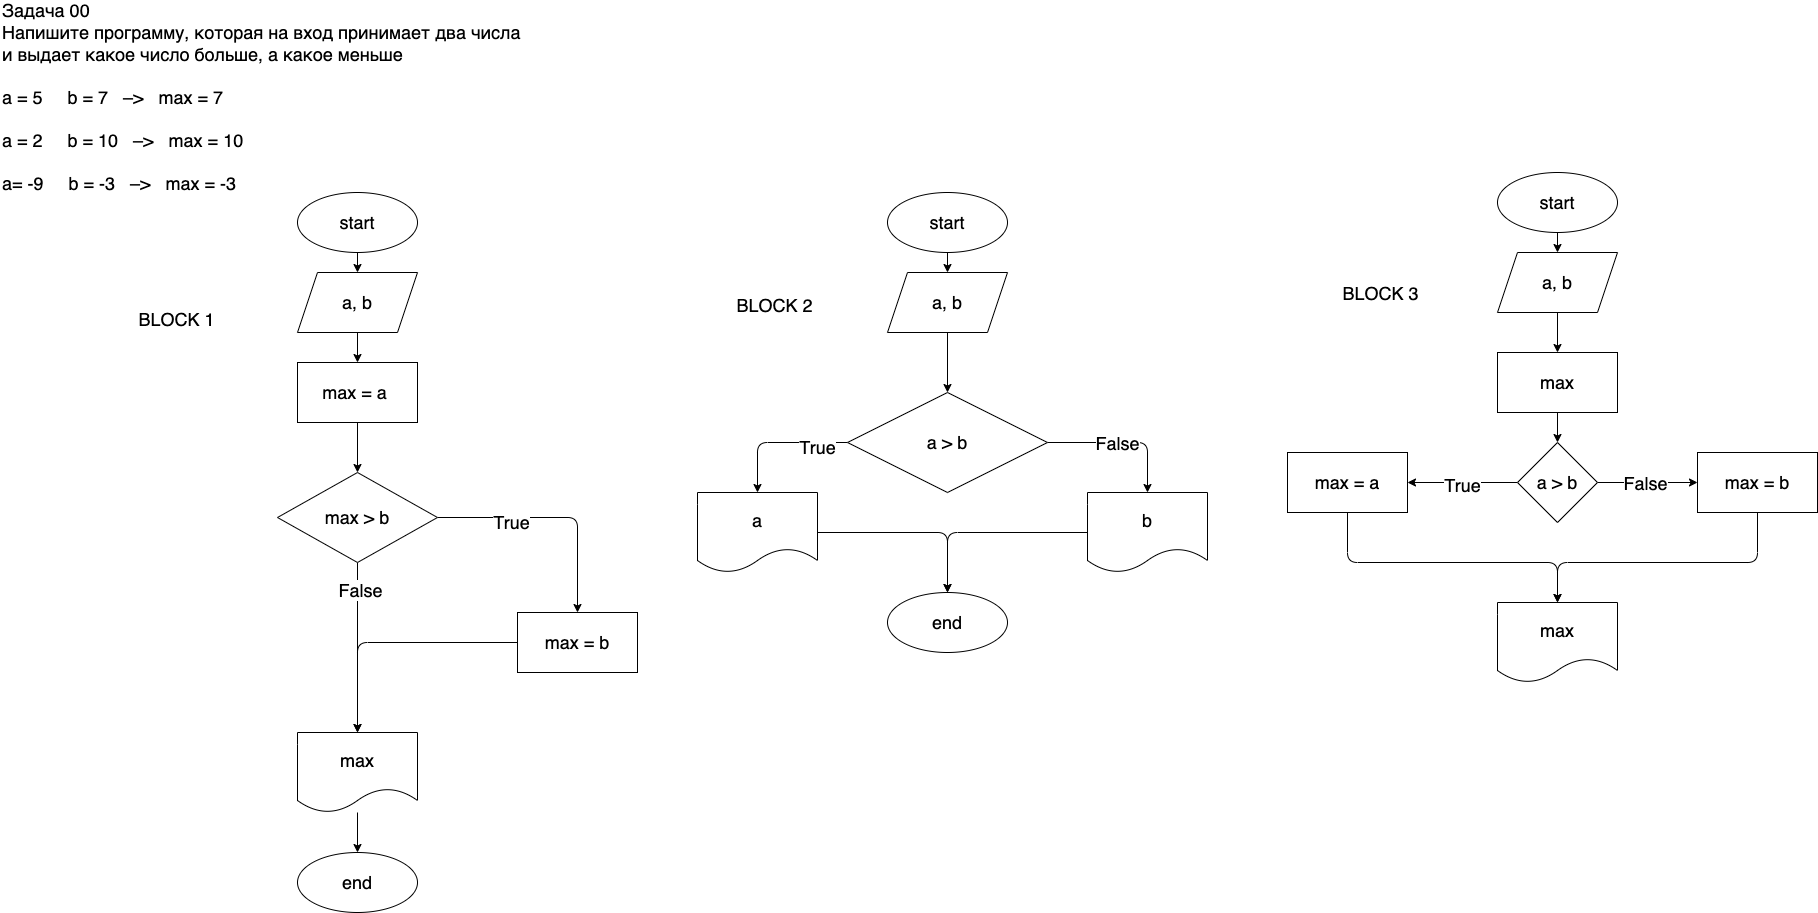 Задача 00
Напишите программу, которая на вход принимает два числа
и выдает какое число больше, а какое меньше
a = 5 b = 7 –> max = 7
a = 2 b = 10 –> max = 10
a= -9 b = -3 –> max = -3
BLOCK 1
start
a, b
max = a
max > b
True
False
max = b
max
end
BLOCK 2
start
a, b
a > b
True
False
a
b
end
BLOCK 3
start
a, b
max
a > b
True
False
max = a
max = b
max